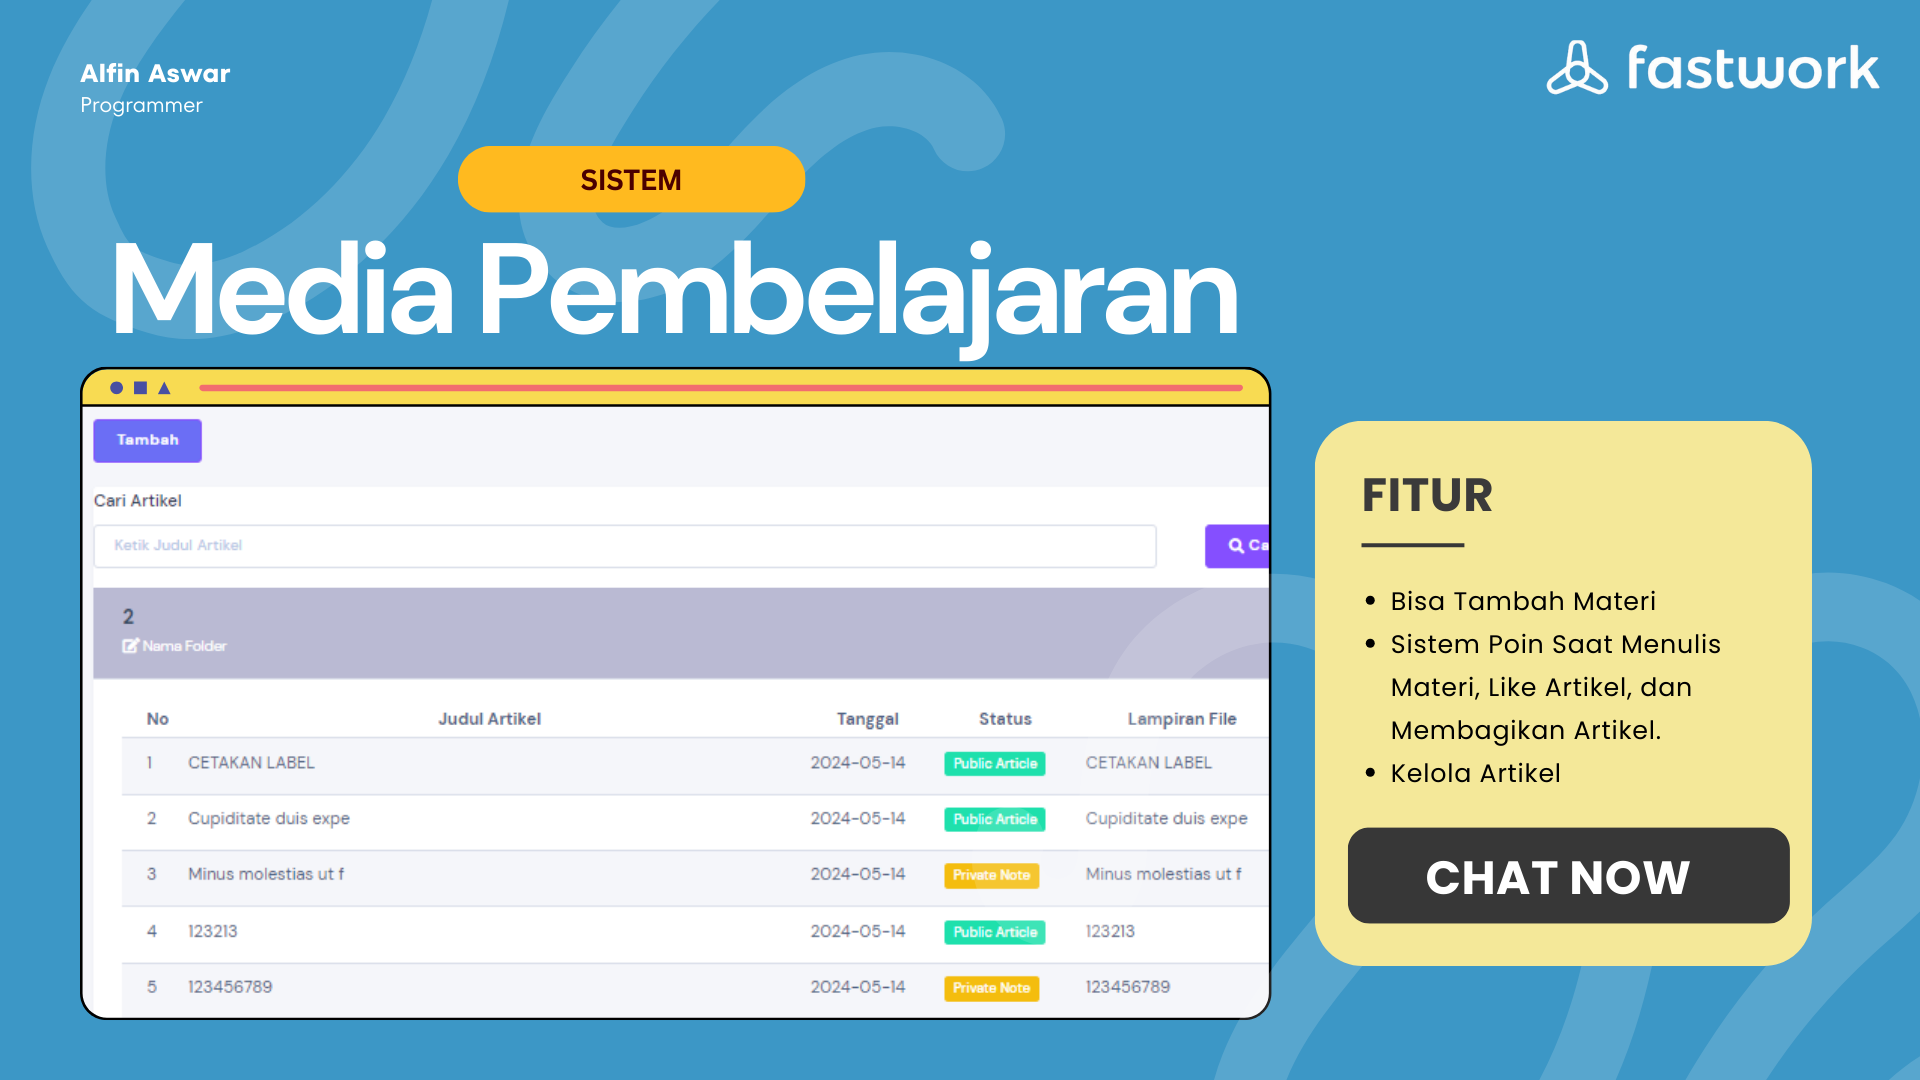 Alfin Aswar
Programmer
fastwork
SISTEM
Media Pembelajaran
Tambah
Cari Artikel
Ketik Judul Artikel
2
Nama Folder
No Judul Artikel Tanggal Status Lampiran File
1 CETAKAN LABEL 2024-05-14 Public Article CETAKAN LABEL
2 Cupiditate duis expe 2024-05-14 Public Article Cupiditate duis expe
3 Minus molestias ut f 2024-05-14 Private Note Minus molestias ut f
4 123213 2024-05-14 Public Article 123213
5 123456789 2024-05-14 Private Note 123456789
FITUR
• Bisa Tambah Materi
• Sistem Poin Saat Menulis
Materi, Like Artikel, dan
Membagikan Artikel.
• Kelola Artikel
CHAT NOW